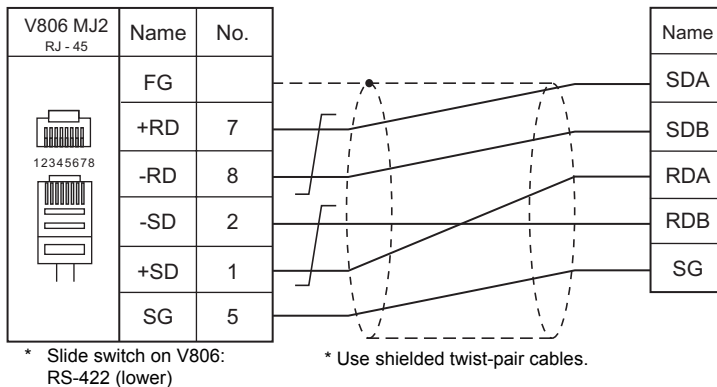 V806 MJ2 Name No. Name
RJ - 45
FG SDA
+RD 7 SDB
12345678
-RD 8 RDA
-SD 2 RDB
+SD 1 SG
SG 5
* Slide switch on V806:
RS-422 (lower)
* Use shielded twist-pair cables.